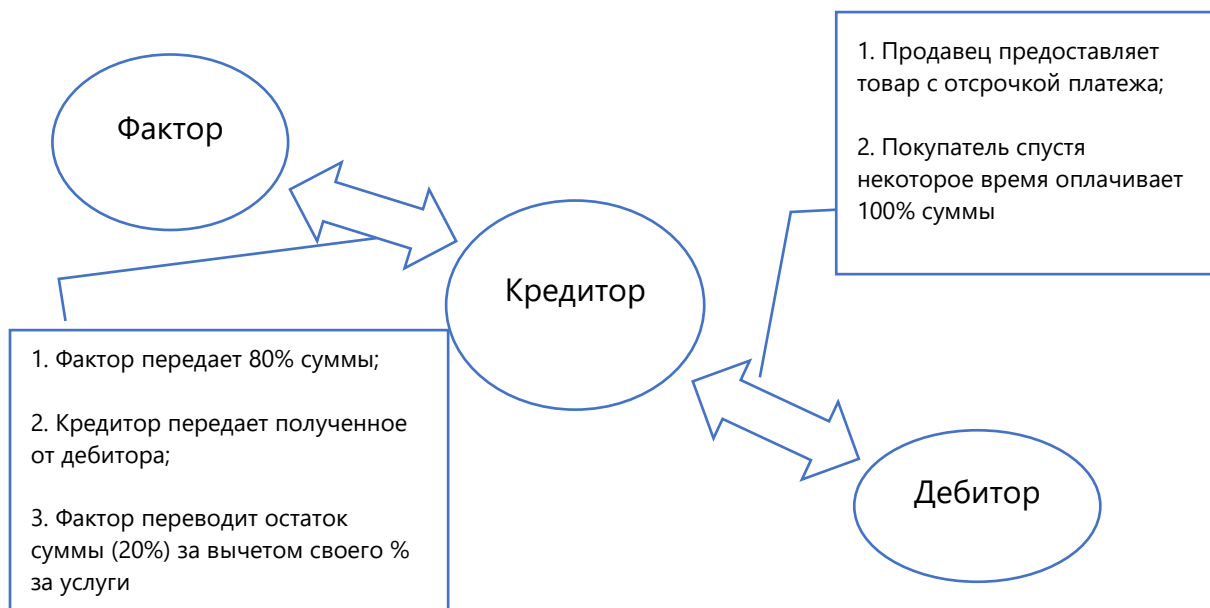 Фактор
1. Продавец предоставляет
товар с отсрочкой платежа;
2. Покупатель спустя
некоторое время оплачивает
100% суммы
Кредитор
1. Фактор передает 80% суммы;
2. Кредитор передает полученное
от дебитора;
3. Фактор переводит остаток
суммы (20%) за вычетом своего %
за услуги
Дебитор